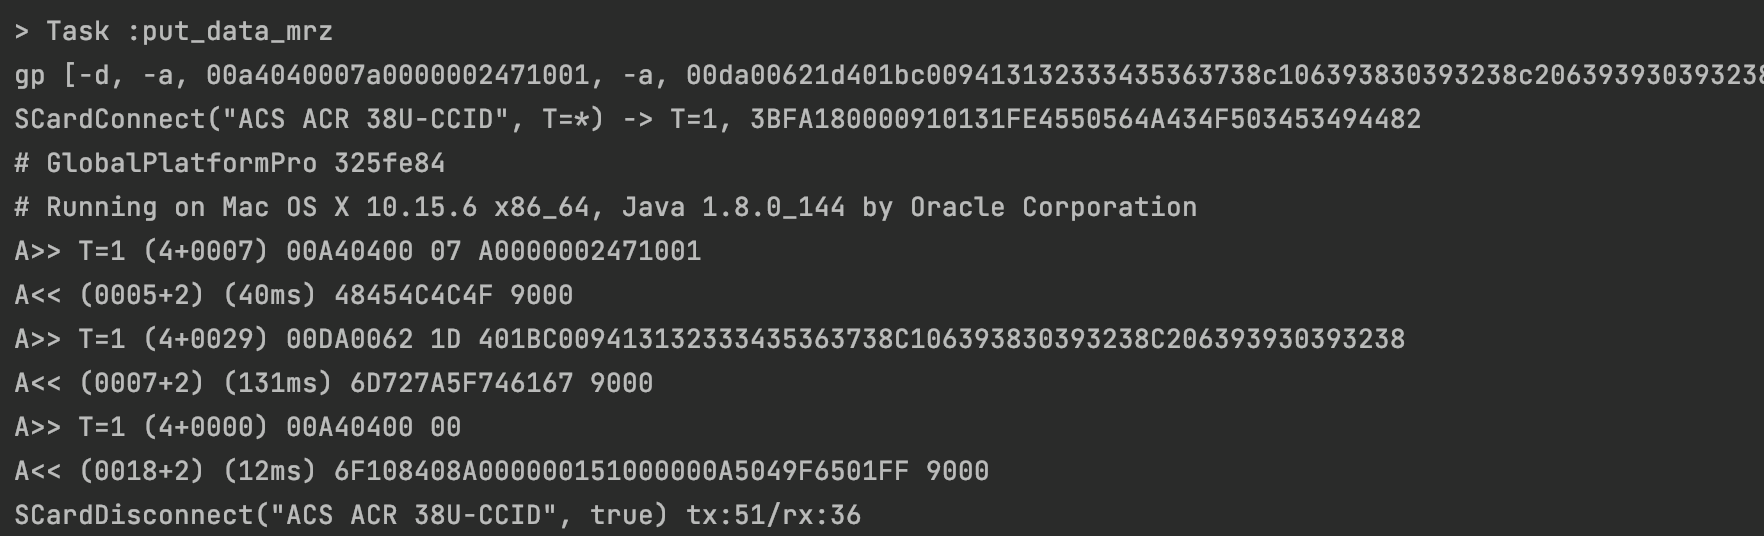 > Task :put_data_mrz
gp [-d, -a, 00a4040007a0000002471001, -a, 00da00621d401bc009413132333435363738c106393830393238c206393930393238
SCardConnect("ACS ACR 38U-CCID", T=*) -> T=1, 3BFA180000910131FE4550564A434F503453494482
# GlobalPlatformPro 325fe84
# Running on Mac OS X 10.15.6 x86_64, Java 1.8.0_144 by Oracle Corporation
A>> T=1 (4+0007) 00A40400 07 A0000002471001
A<< (0005+2) (40ms) 48454C4C4F 9000
A>> T=1 (4+0029) 00DA0062 1D 401BC009413132333435363738C106393830393238C206393930393238
A<< (0007+2) (131ms) 6D727A5F746167 9000
A>> T=1 (4+0000) 00A40400 00
A<< (0018+2) (12ms) 6F108408A000000151000000A5049F6501FF 9000
SCardDisconnect("ACS ACR 38U-CCID", true) tx:51/rx:36